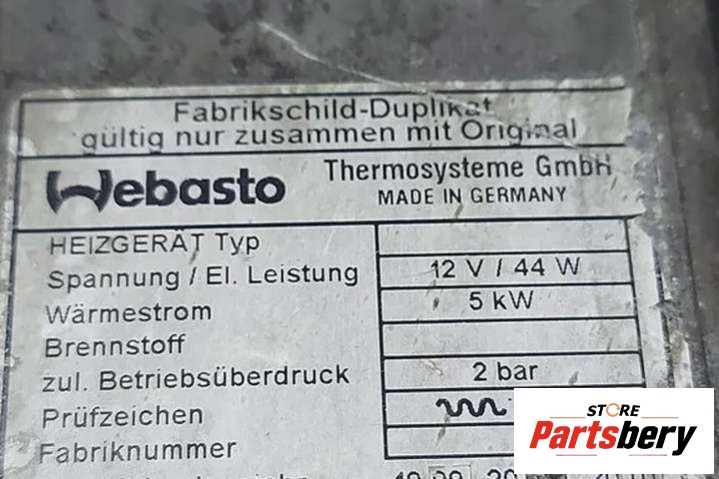 Fabrikschild-Duplikat
gültig nur zusammen mit Original
Webasto Thermosysteme GmbH
MADE IN GERMANY
HEIZGERÄT Typ
Spannung / El. Leistung 12 V / 44 W
Wärmestrom 5 kW
Brennstoff
zul. Betriebsüberdruck 2 bar
Prüfzeichen
Fabriknummer
STORE
Partsbery